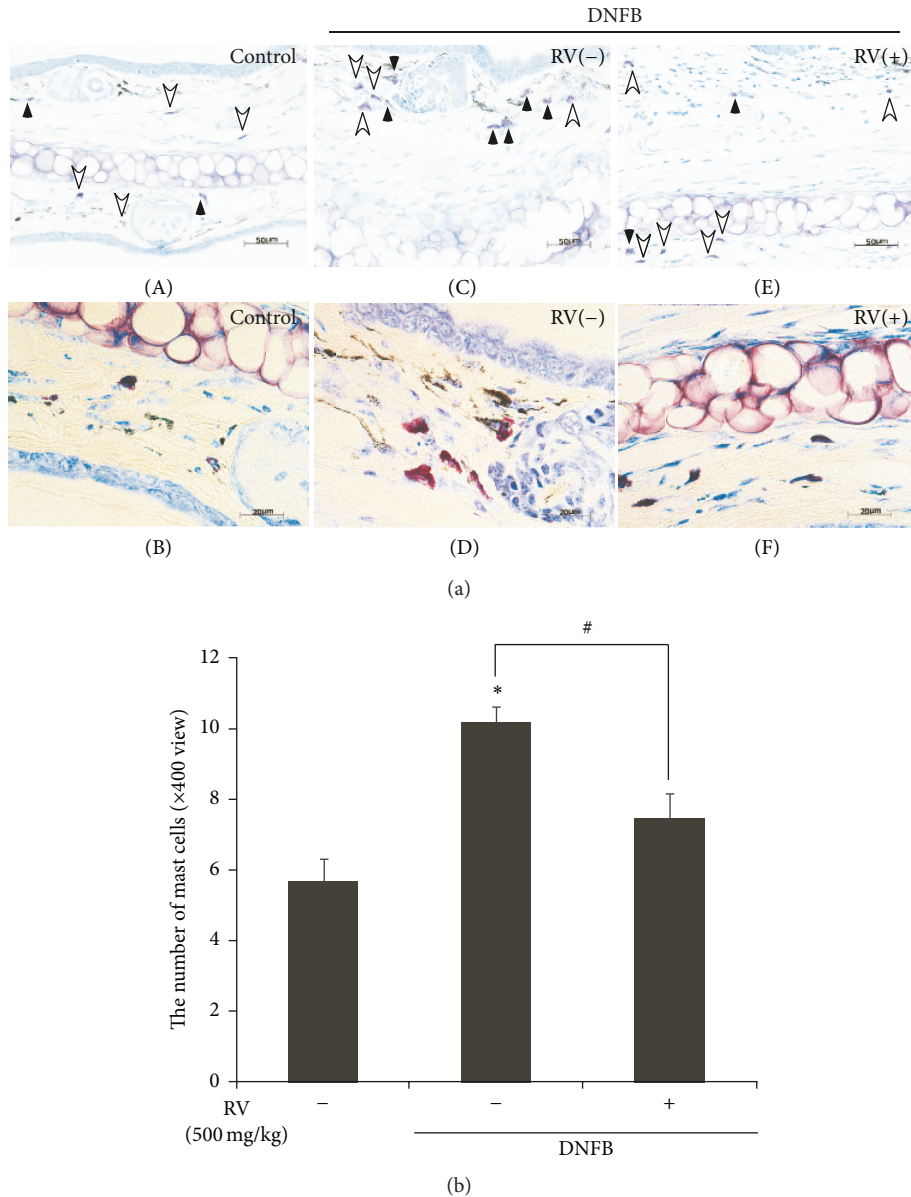 DNFB
Control
RV(−)
RV(+)
50μm
50μm
50μm
(A)
(C)
(E)
Control
RV(−)
RV(+)
20μm
20μm
20μm
(B)
(D)
(F)
(a)
#
*
The number of mast cells (×400 view)
12
10
8
6
4
2
0
RV
(500 mg/kg)
− − +
DNFB
(b)